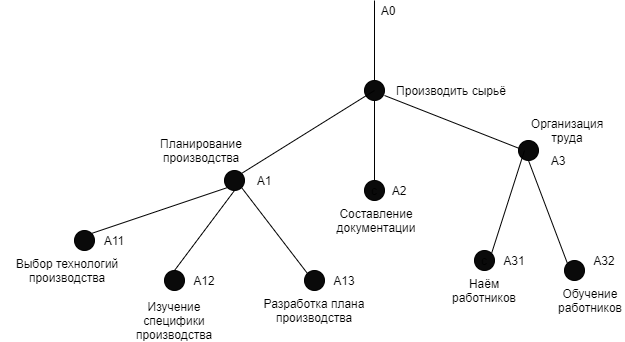 A0
Производить сырьё
Организация
труда
A3
Планирование
производства
A1
A2
Составление
документации
A11
Выбор технологий
производства
A12
Изучение
специфики
производства
A13
Разработка плана
производства
A31
Наём
работников
A32
Обучение
работников